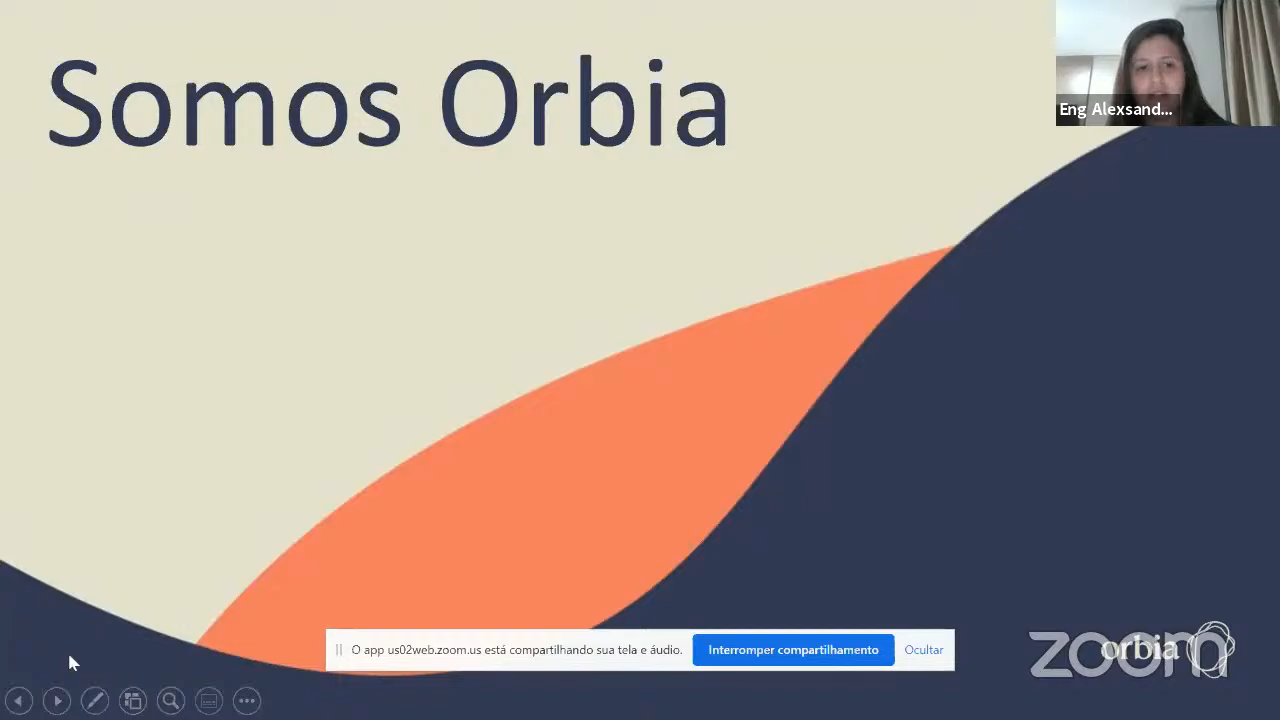 Somos Orbia
Eng Alexsand...
O app us02web.zoom.us está compartilhando sua tela e áudio.
Interromper compartilhamento
Ocultar
orbia
zoom